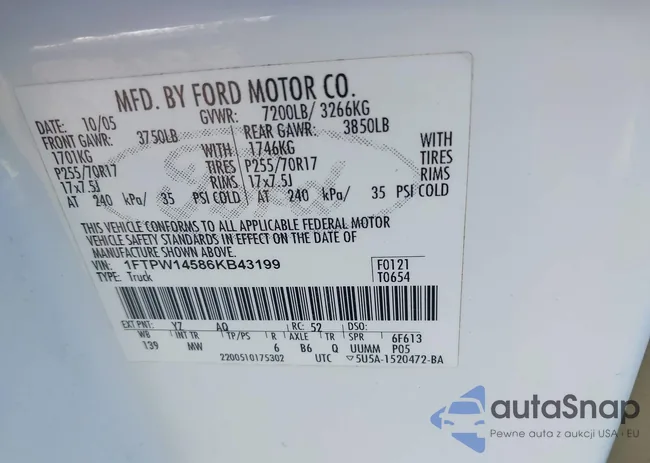 MFD. BY FORD MOTOR CO.
DATE: 10/05 GVWR: 7200LB/ 3266KG
FRONT GAWR: 3750LB REAR GAWR: 3850LB
1701KG WITH 1746KG WITH
P255/70R17 TIRES P255/70R17 TIRES
17x7.5J RIMS 17x7.5J RIMS
AT 240 kPa/ 35 PSI COLD AT 240 kPa/ 35 PSI COLD
THIS VEHICLE CONFORMS TO ALL APPLICABLE FEDERAL MOTOR
VEHICLE SAFETY STANDARDS IN EFFECT ON THE DATE OF
MANUFACTURE SHOWN ABOVE.
VIN: 1FTPW14586KB43199 F0121
TYPE: Truck T0654
EXT PNT: YZ AQ RC: 52 DSO:
WB INT TR TP/PS R AXLE TR SPR 6F613
139 MW 6 B6 Q UUMM P05
2200510175302 UTC ▽5U5A-1520472-BA
autaSnap
Pewne auta z aukcji USA i EU